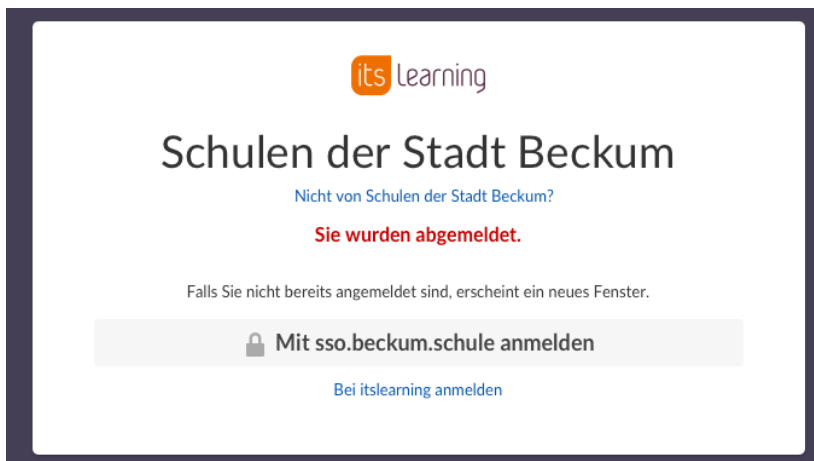 its learning
Schulen der Stadt Beckum
Nicht von Schulen der Stadt Beckum?
Sie wurden abgemeldet.
Falls Sie nicht bereits angemeldet sind, erscheint ein neues Fenster.
Mit sso.beckum.schule anmelden
Bei itslearning anmelden